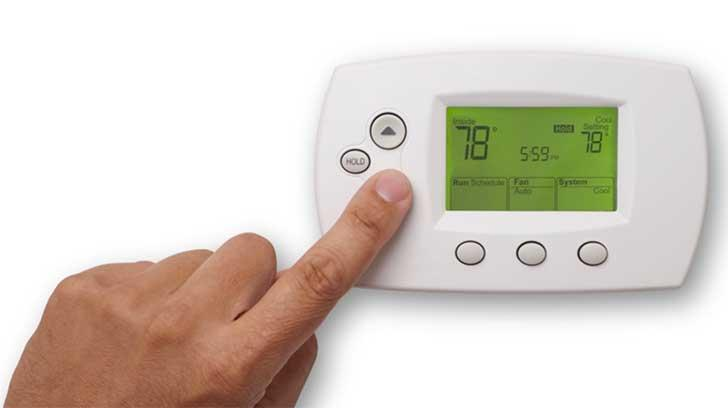 HOLD
Inside
78°
5:59 PM
Hold
Cool
Setting
78°
Run Schedule
Fan
Auto
System
Cool